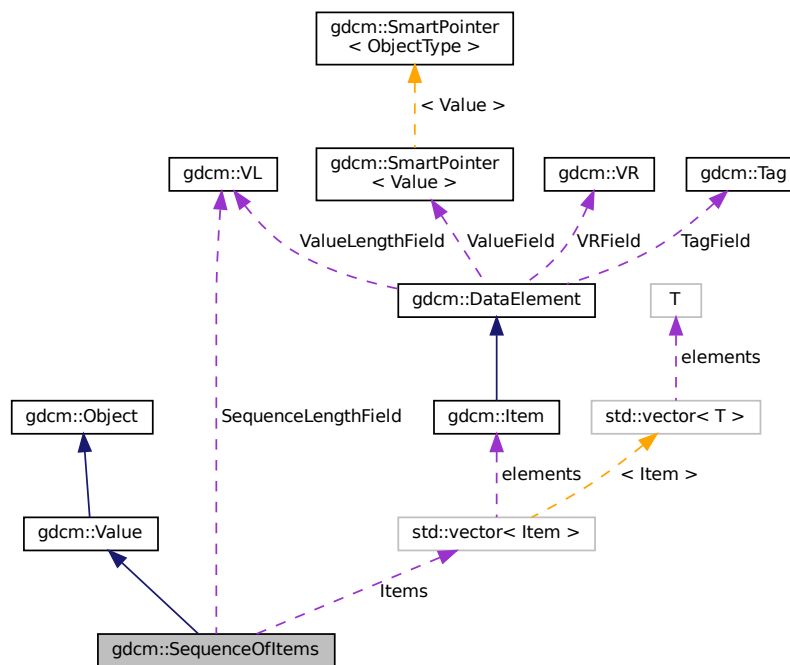 gdcm::SmartPointer
< ObjectType >
< Value >
gdcm::VL
gdcm::SmartPointer
< Value >
gdcm::VR
gdcm::Tag
ValueLengthField
ValueField
VRField
TagField
gdcm::DataElement
T
elements
gdcm::Object
SequenceLengthField
gdcm::Item
std::vector< T >
elements
< Item >
gdcm::Value
std::vector< Item >
Items
gdcm::SequenceOfItems